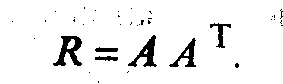 R = A A^T.